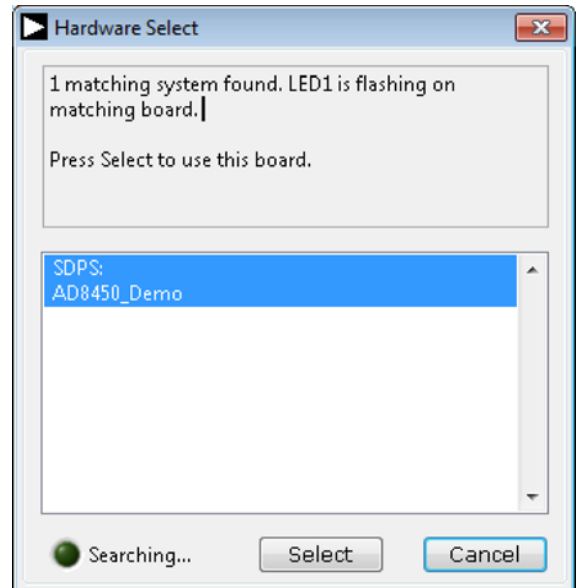 Hardware Select
1 matching system found. LED1 is flashing on
matching board.
Press Select to use this board.
SDPS:
AD8450_Demo
Searching...
Select
Cancel